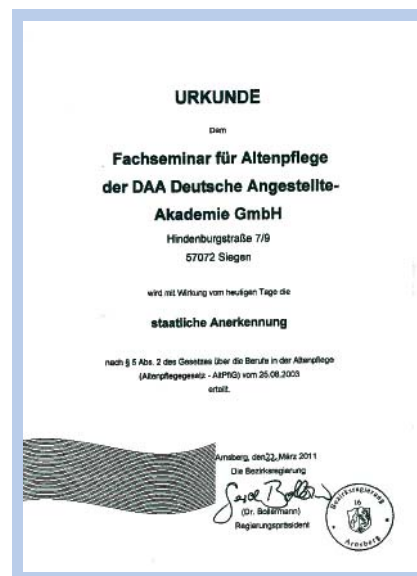 URKUNDE
Dem
Fachseminar für Altenpflege
der DAA Deutsche Angestellte-
Akademie GmbH
Hindenburgstraße 7/9
57072 Siegen
wird mit Wirkung vom heutigen Tage die
staatliche Anerkennung
nach § 5 Abs. 2 des Gesetzes über die Berufe in der Altenpflege
(Altenpflegegesetz - AltPflG) vom 25.08.2003
erteilt.
Arnsberg, den 22. März 2011
Die Bezirksregierung
(Dr. Bollermann)
Regierungspräsident
Bezirksregierung
16
Arnsberg